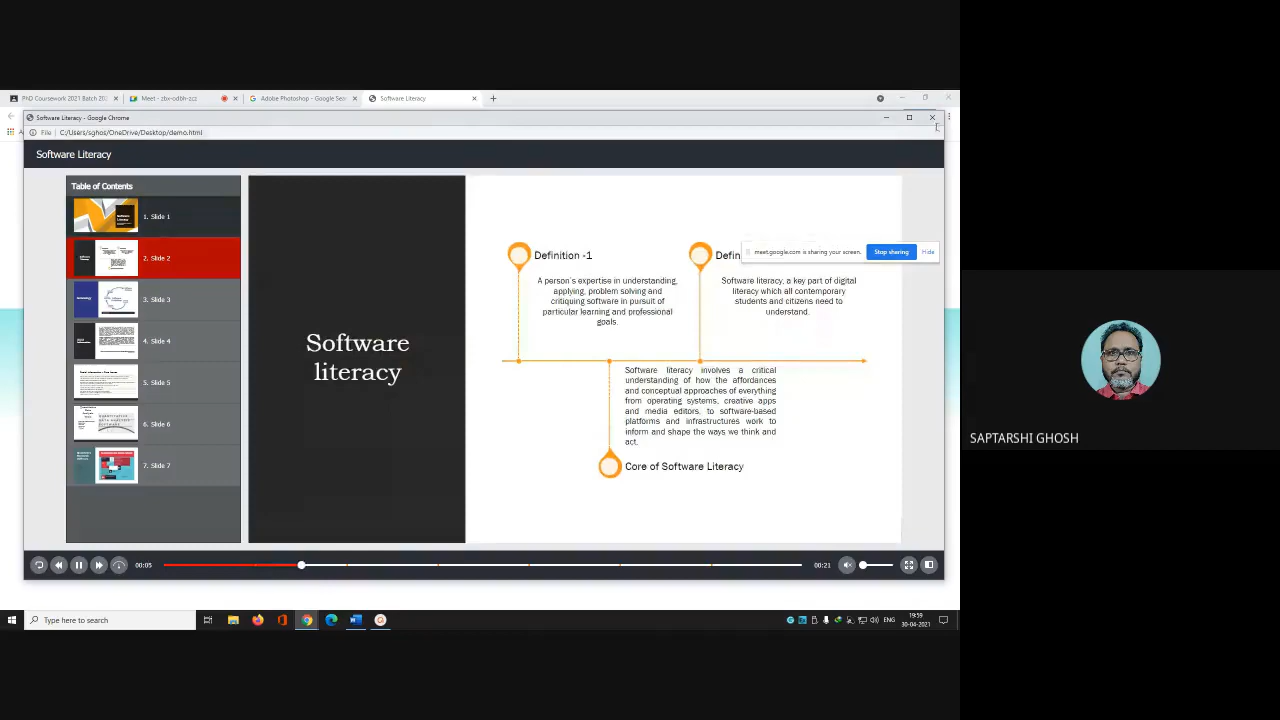 PhD Coursework 2021 Batch 202
Meet - zbx-odbh-acz
Adobe Photoshop - Google Sea
Software Literacy
Software Literacy - Google Chrome
File C:/Users/sghos/OneDrive/Desktop/demo.html
Software Literacy
Table of Contents
1. Slide 1
2. Slide 2
3. Slide 3
4. Slide 4
5. Slide 5
6. Slide 6
7. Slide 7
Software
literacy
Definition -1
A person's expertise in understanding,
applying, problem solving and
critiquing software in pursuit of
particular learning and professional
goals.
Defin
meet.google.com is sharing your screen.
Stop sharing
Hide
Software literacy, a key part of digital
literacy which all contemporary
students and citizens need to
understand.
Software literacy involves a critical
understanding of how the affordances
and conceptual approaches of everything
from operating systems, creative apps
and media editors, to software-based
platforms and infrastructures work to
inform and shape the ways we think and
act.
Core of Software Literacy
00:05
00:21
Type here to search
ENG
19:59
30-04-2021
SAPTARSHI GHOSH